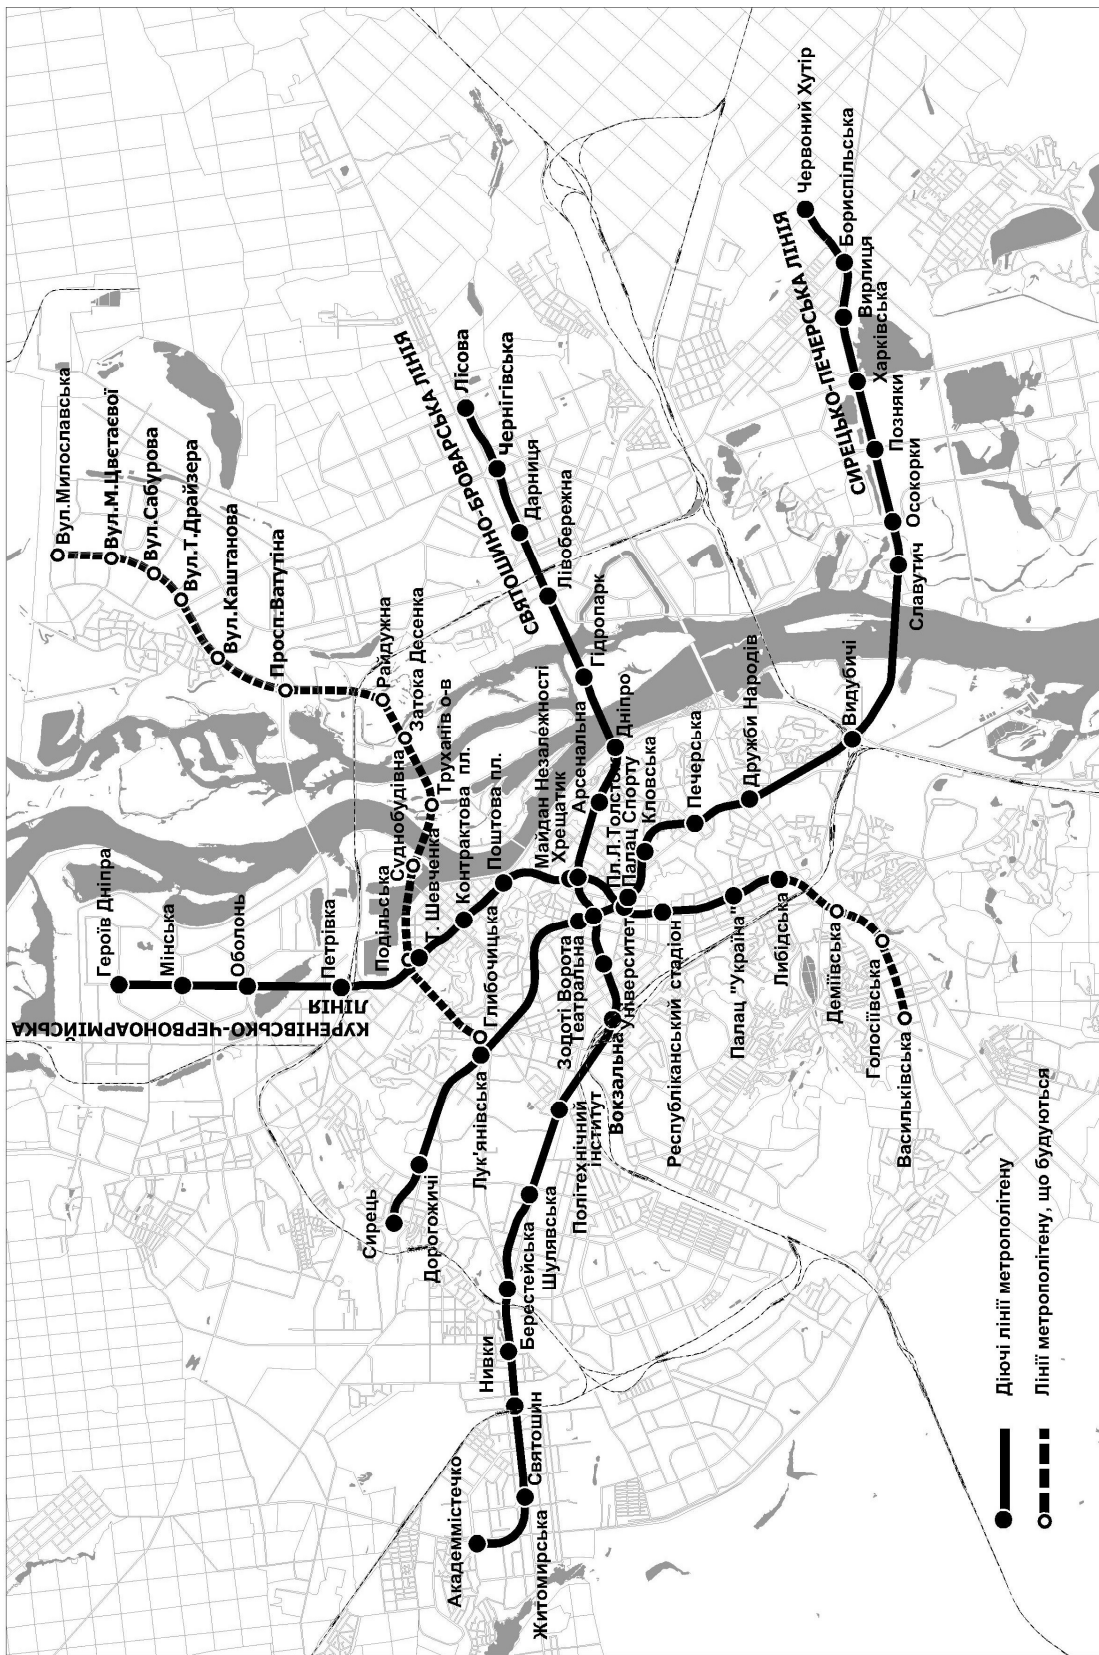 Героїв Дніпра
Мінська
Оболонь
Петрівка
КУРЕНІВСЬКО-ЧЕРВОНОАРМІЙСЬКА
ЛІНІЯ
Подільська
Суднобудівна
Т. Шевченка
Контрактова
пл.
Поштова пл.
Глибочицька
Труханів о-в
Затока Десенка
Райдужна
Просп.Ватутіна
Вул.Каштанова
Вул.Т.Драйзера
Вул.Сабурова
Вул.М.Цвєтаєвої
Вул.Милославська
СВЯТОШИНО-БРОВАРСЬКА ЛІНІЯ
Лісова
Чернігівська
Дарниця
Лівобережна
Гідропарк
Дніпро
Арсенальна
Майдан Незалежності
Хрещатик
Золоті Ворота
Театральна
Університет
Вокзальна
Політехнічний
інститут
Шулявська
Берестейська
Нивки
Святошин
Житомирська
Академмістечко
Сирець
Дорогожичі
Лук'янівська
Пл.Л.Толстого
Палац Спорту
Кловська
Печерська
Дружби Народів
Видубичі
Славутич
Осокорки
Позняки
Харківська
Вирлиця
Бориспільська
Червоний Хутір
СИРЕЦЬКО-ПЕЧЕРСЬКА ЛІНІЯ
Республіканський стадіон
Палац "Україна"
Либідська
Деміївська
Голосіївська
Васильківська
Діючі лінії метрополітену
Лінії метрополітену, що будуються